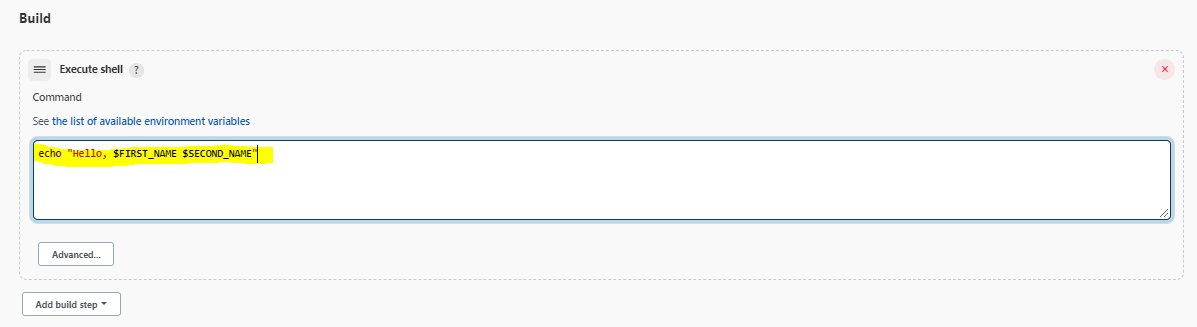 Build
Execute shell ?
Command
See the list of available environment variables
echo "Hello, $FIRST_NAME $SECOND_NAME"
Advanced...
Add build step